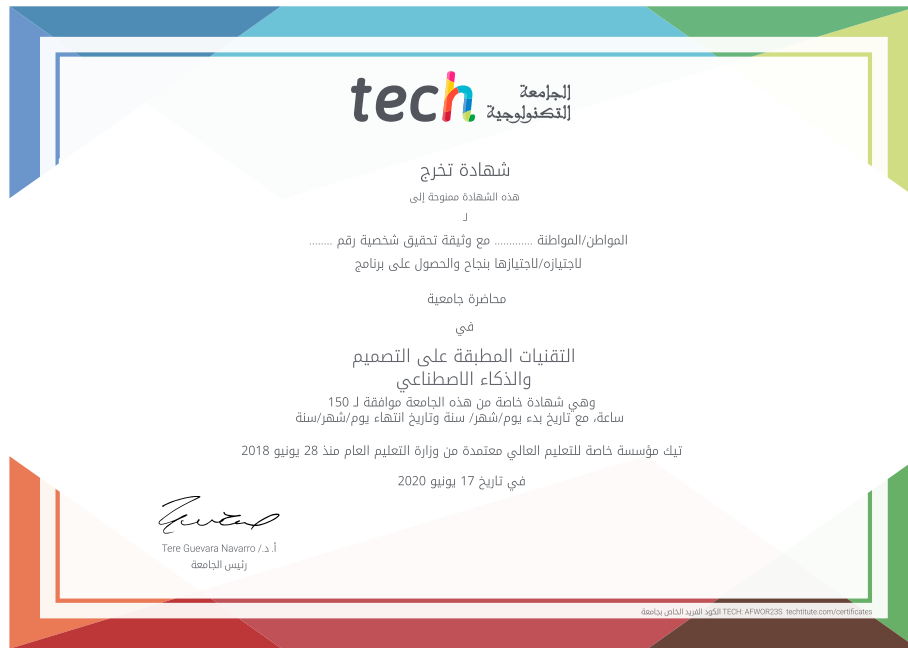 tech
الجامعة
التكنولوجية
شهادة تخرج
هذه الشهادة ممنوحة إلى
لـ
المواطن/المواطنة ............ مع وثيقة تحقيق شخصية رقم ........
لاجتيازه/لاجتيازها بنجاح والحصول على برنامج
محاضرة جامعية
في
التقنيات المطبقة على التصميم
والذكاء الاصطناعي
وهي شهادة خاصة من هذه الجامعة موافقة لـ 150
ساعة، مع تاريخ بدء يوم/شهر/ سنة وتاريخ انتهاء يوم/شهر/سنة
تيك مؤسسة خاصة للتعليم العالي معتمدة من وزارة التعليم العام منذ 28 يونيو 2018
في تاريخ 17 يونيو 2020
أ. د./ Tere Guevara Navarro
رئيس الجامعة
الكود الفريد الخاص بجامعة TECH: AFWOR23S techtitute.com/certificates